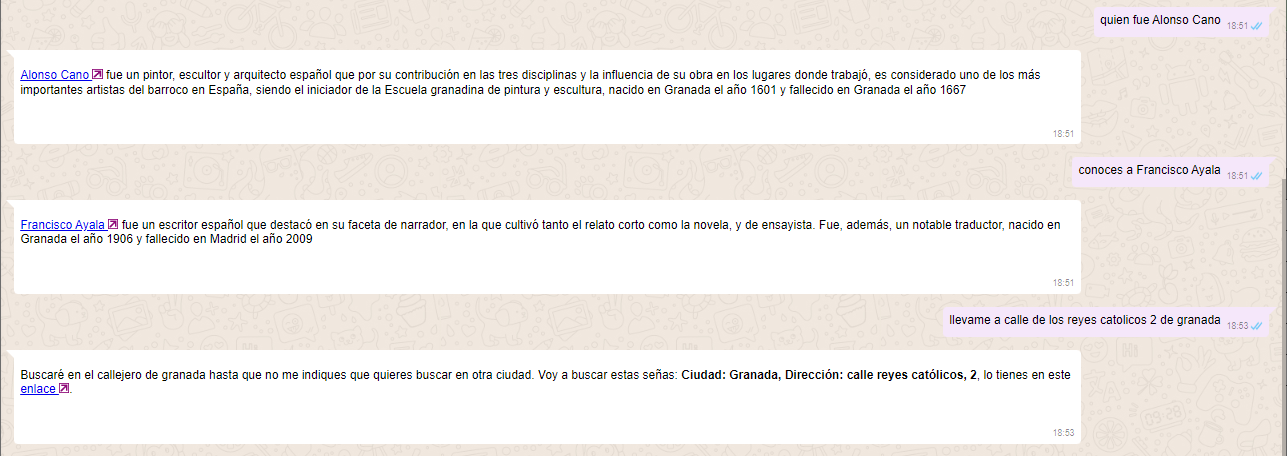 quien fue Alonso Cano 18:51
Alonso Cano fue un pintor, escultor y arquitecto español que por su contribución en las tres disciplinas y la influencia de su obra en los lugares donde trabajó, es considerado uno de los más
importantes artistas del barroco en España, siendo el iniciador de la Escuela granadina de pintura y escultura, nacido en Granada el año 1601 y fallecido en Granada el año 1667
18:51
conoces a Francisco Ayala 18:51
Francisco Ayala fue un escritor español que destacó en su faceta de narrador, en la que cultivó tanto el relato corto como la novela, y de ensayista. Fue, además, un notable traductor, nacido en
Granada el año 1906 y fallecido en Madrid el año 2009
18:51
llevame a calle de los reyes catolicos 2 de granada 18:53
Buscaré en el callejero de granada hasta que no me indiques que quieres buscar en otra ciudad. Voy a buscar estas señas: Ciudad: Granada, Dirección: calle reyes católicos, 2, lo tienes en este
enlace .
18:53
09:28